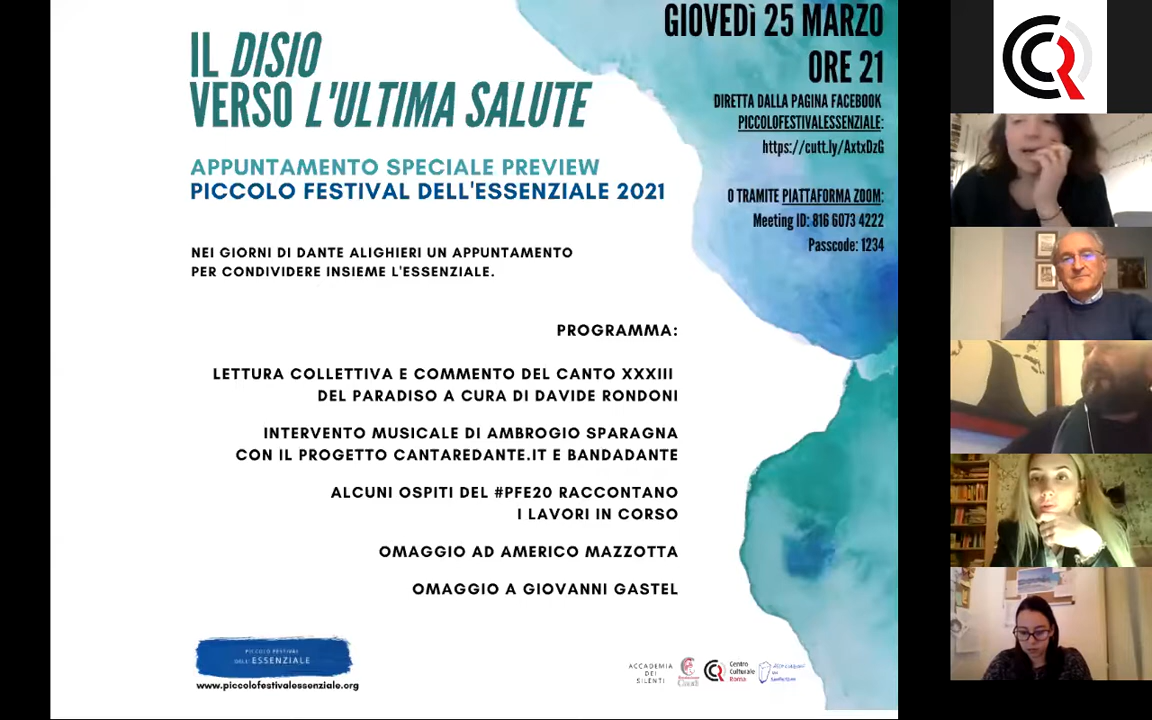 IL DISIO
VERSO L'ULTIMA SALUTE
APPUNTAMENTO SPECIALE PREVIEW
PICCOLO FESTIVAL DELL'ESSENZIALE 2021
NEI GIORNI DI DANTE ALIGHIERI UN APPUNTAMENTO
PER CONDIVIDERE INSIEME L'ESSENZIALE.
GIOVEDì 25 MARZO
ORE 21
DIRETTA DALLA PAGINA FACEBOOK
PICCOLOFESTIVALESSENZIALE:
https://cutt.ly/AxtxDzG
O TRAMITE PIATTAFORMA ZOOM:
Meeting ID: 816 6073 4222
Passcode: 1234
PROGRAMMA:
LETTURA COLLETTIVA E COMMENTO DEL CANTO XXXIII
DEL PARADISO A CURA DI DAVIDE RONDONI
INTERVENTO MUSICALE DI AMBROGIO SPARAGNA
CON IL PROGETTO CANTAREDANTE.IT E BANDADANTE
ALCUNI OSPITI DEL #PFE20 RACCONTANO
I LAVORI IN CORSO
OMAGGIO AD AMERICO MAZZOTTA
OMAGGIO A GIOVANNI GASTEL
PICCOLO FESTIVAL
DELL'ESSENZIALE
www.piccolofestivalessenziale.org
ACCADEMIA
DEI
SILENTI
Centro
Culturale
Roma